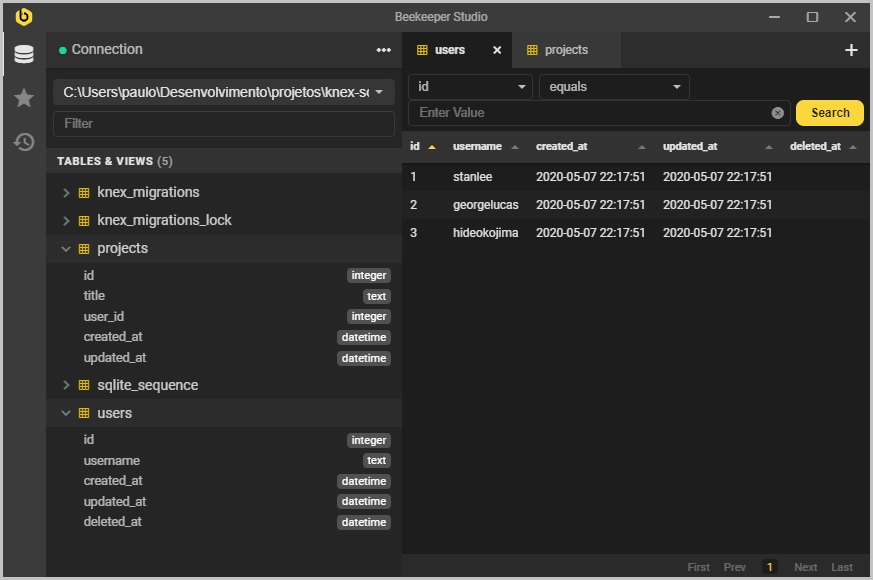 Beekeeper Studio
Connection
users
projects
C:\Users\paulo\Desenvolvimento\projetos\knex-s
Filter
TABLES & VIEWS (5)
knex_migrations
knex_migrations_lock
projects
id integer
title text
user_id integer
created_at datetime
updated_at datetime
sqlite_sequence
users
id integer
username text
created_at datetime
updated_at datetime
deleted_at datetime
id equals
Enter Value Search
id username created_at updated_at deleted_at
1 stanlee 2020-05-07 22:17:51 2020-05-07 22:17:51
2 georgelucas 2020-05-07 22:17:51 2020-05-07 22:17:51
3 hideokojima 2020-05-07 22:17:51 2020-05-07 22:17:51
First Prev 1 Next Last